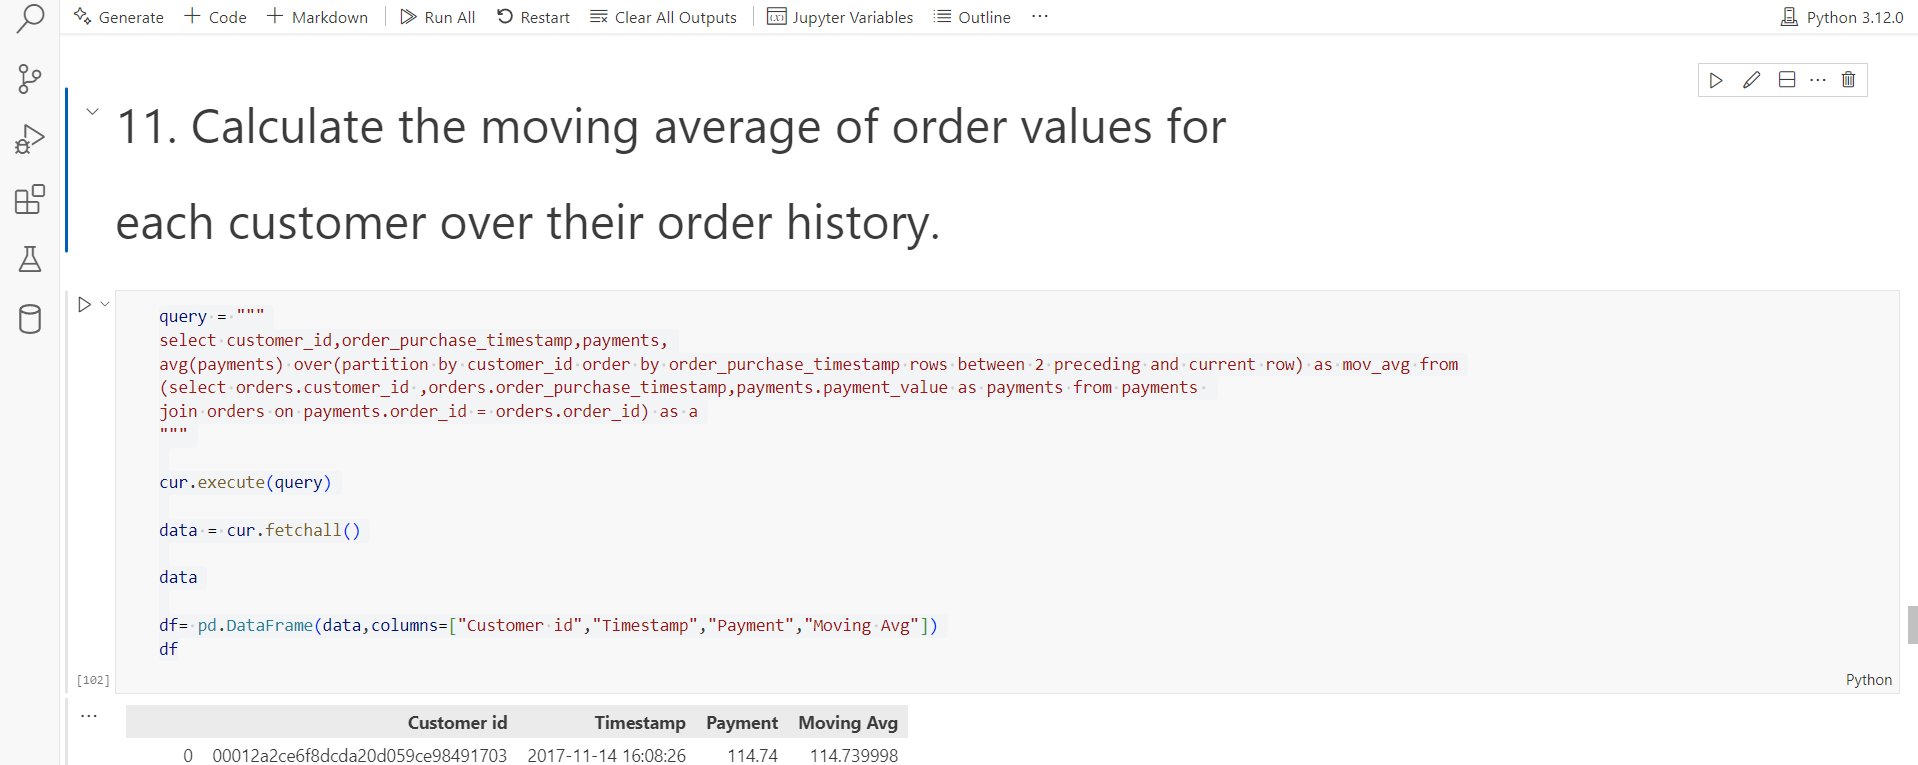 Generate + Code + Markdown Run All Restart Clear All Outputs Jupyter Variables Outline ... Python 3.12.0
11. Calculate the moving average of order values for
each customer over their order history.
query = """
select customer_id,order_purchase_timestamp,payments,
avg(payments) over(partition by customer_id order by order_purchase_timestamp rows between 2 preceding and current row) as mov_avg from
(select orders.customer_id ,orders.order_purchase_timestamp,payments.payment_value as payments from payments
join orders on payments.order_id = orders.order_id) as a
"""
cur.execute(query)
data = cur.fetchall()
data
df= pd.DataFrame(data,columns=["Customer id","Timestamp","Payment","Moving Avg"])
df
[102] Python
...
Customer id Timestamp Payment Moving Avg
0 00012a2ce6f8dcda20d059ce98491703 2017-11-14 16:08:26 114.74 114.739998